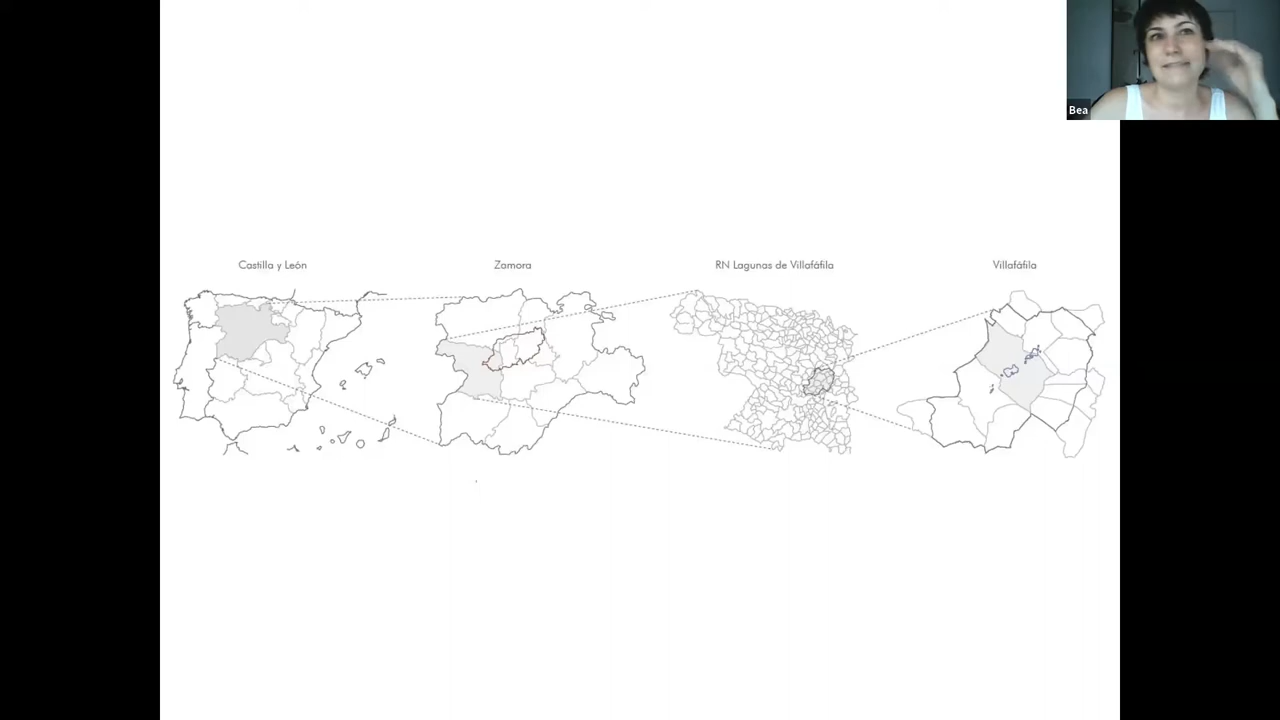 Bea
Castilla y León
Zamora
RN Lagunas de Villafáfila
Villafáfila